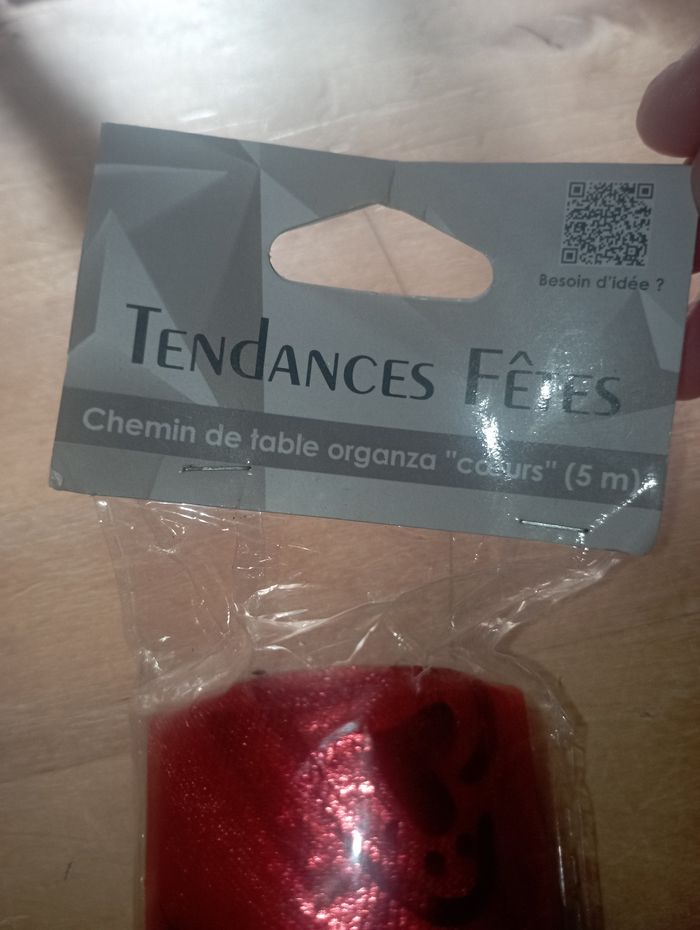 Besoin d'idée ?
TENdANCES FÊTES
Chemin de table organza "cœurs" (5 m)